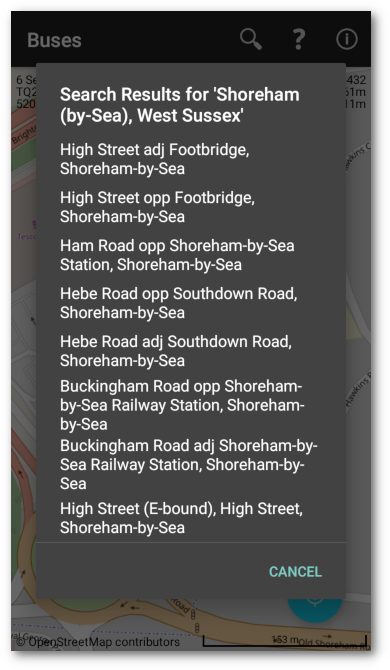 Buses
6 Se
432
TQ2
61m
520
11m
Search Results for 'Shoreham
(by-Sea), West Sussex'
High Street adj Footbridge,
Shoreham-by-Sea
High Street opp Footbridge,
Shoreham-by-Sea
Ham Road opp Shoreham-by-Sea
Station, Shoreham-by-Sea
Hebe Road opp Southdown Road,
Shoreham-by-Sea
Hebe Road adj Southdown Road,
Shoreham-by-Sea
Buckingham Road opp Shoreham-
by-Sea Railway Station, Shoreham-
by-Sea
Buckingham Road adj Shoreham-by-
Sea Railway Station, Shoreham-by-
Sea
High Street (E-bound), High Street,
Shoreham-by-Sea
CANCEL
© OpenStreetMap contributors
153 m
Old Shoreham R